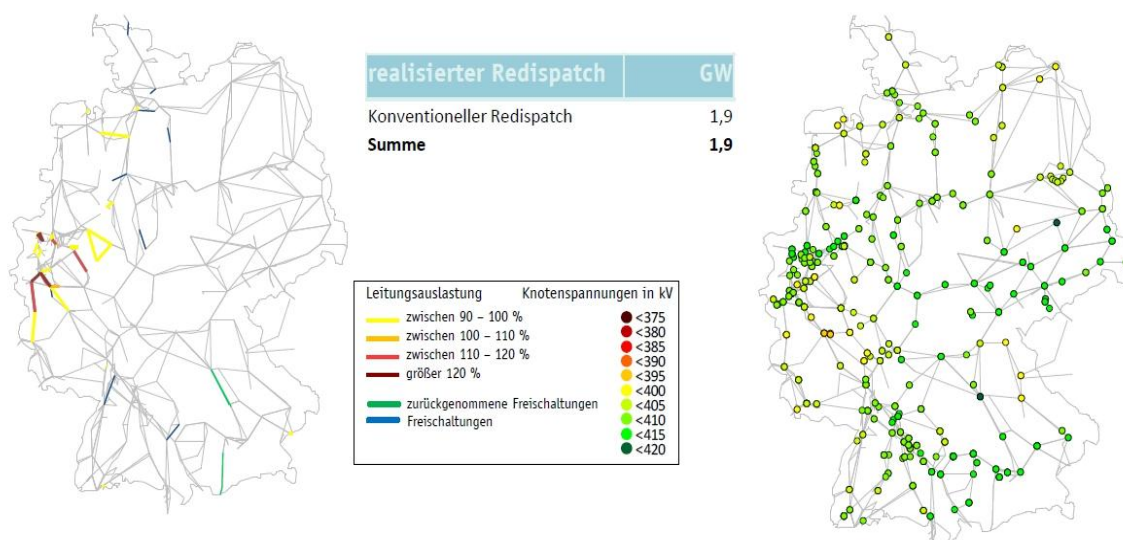 realisierter Redispatch GW
Konventioneller Redispatch 1,9
Summe 1,9
Leitungsauslastung Knotenspannungen in kV
zwischen 90 – 100 %
zwischen 100 – 110 %
zwischen 110 – 120 %
größer 120 %
zurückgenommene Freischaltungen
Freischaltungen
<375
<380
<385
<390
<395
<400
<405
<410
<415
<420